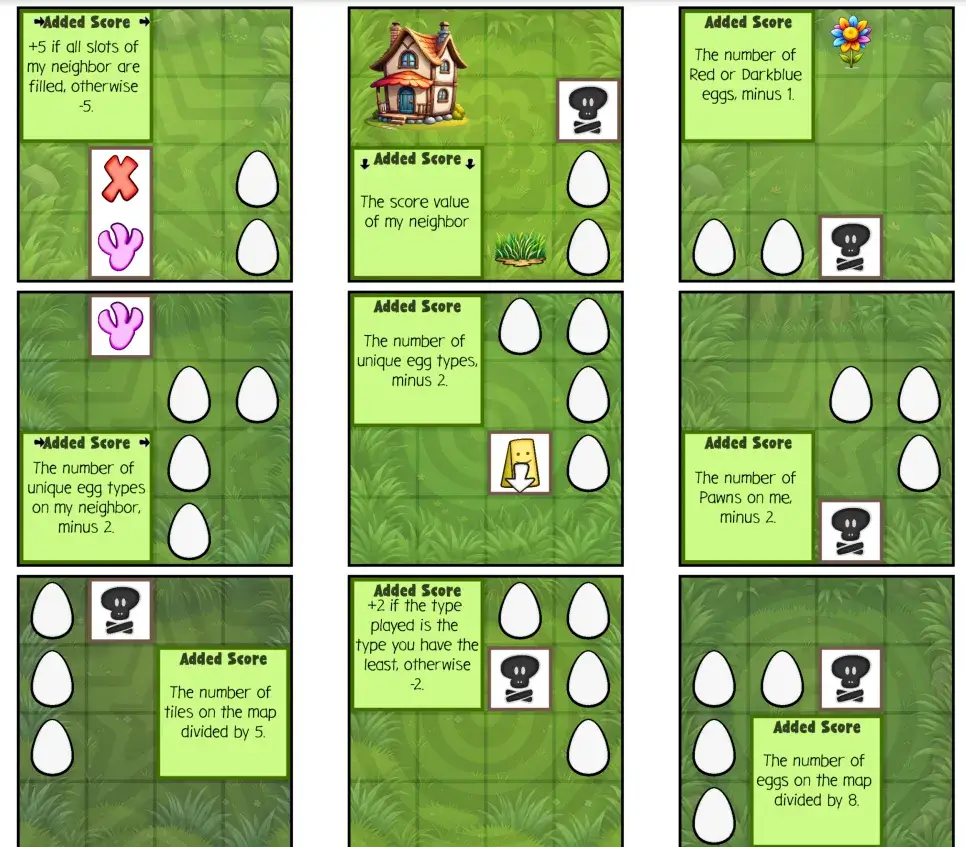 Added Score
+5 if all slots of
my neighbor are
filled, otherwise
-5.
Added Score
The score value
of my neighbor
Added Score
The number of
Red or Darkblue
eggs, minus 1.
Added Score
The number of
unique egg types
on my neighbor,
minus 2.
Added Score
The number of
unique egg types,
minus 2.
Added Score
The number of
Pawns on me,
minus 2.
Added Score
The number of
tiles on the map
divided by 5.
Added Score
+2 if the type
played is the
type you have the
least, otherwise
-2.
Added Score
The number of
eggs on the map
divided by 8.